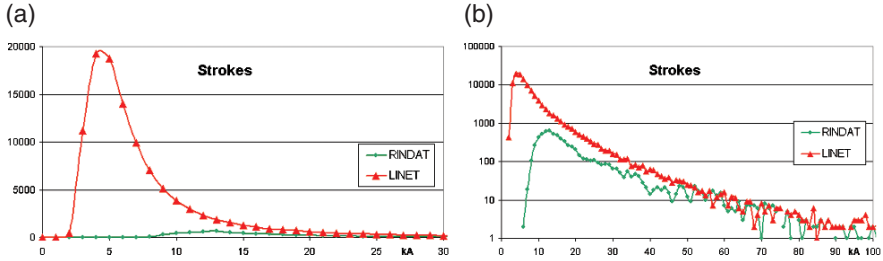 (a)
Strokes
20000
15000
10000
5000
0
RINDAT
LINET
0 5 10 15 20 25 kA 30
(b)
Strokes
100000
10000
1000
100
10
1
RINDAT
LINET
0 10 20 30 40 50 60 70 80 90 kA 100